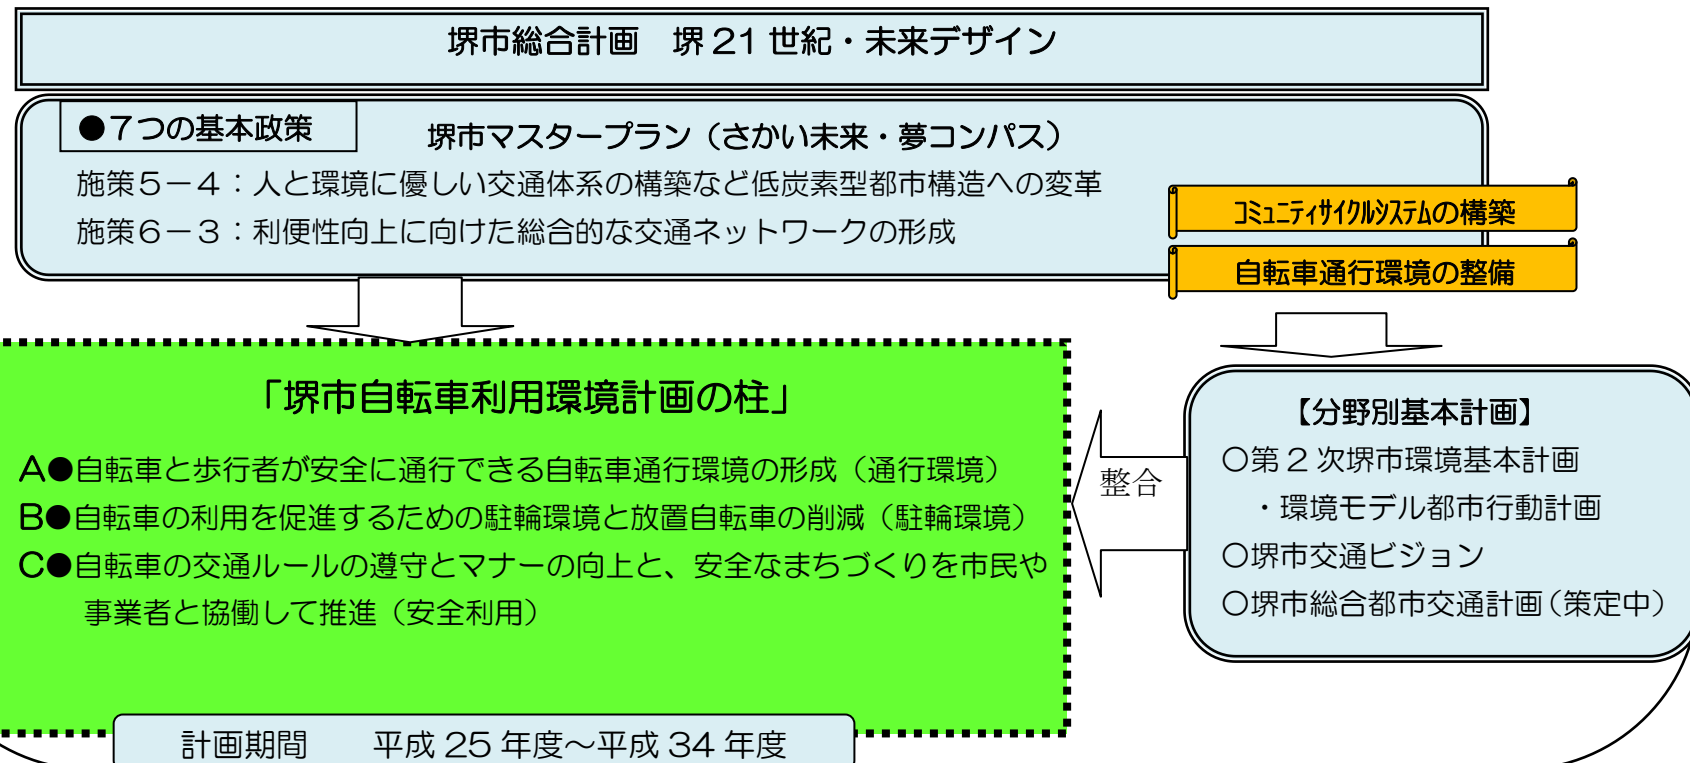 堺市総合計画　堺21世紀・未来デザイン
●7つの基本政策
堺市マスタープラン（さかい未来・夢コンパス）
施策5－4：人と環境に優しい交通体系の構築など低炭素型都市構造への変革
施策6－3：利便性向上に向けた総合的な交通ネットワークの形成
コミュニティサイクルシステムの構築
自転車通行環境の整備
「堺市自転車利用環境計画の柱」
A●自転車と歩行者が安全に通行できる自転車通行環境の形成（通行環境）
B●自転車の利用を促進するための駐輪環境と放置自転車の削減（駐輪環境）
C●自転車の交通ルールの遵守とマナーの向上と、安全なまちづくりを市民や
事業者と協働して推進（安全利用）
整合
【分野別基本計画】
○第2次堺市環境基本計画
・環境モデル都市行動計画
○堺市交通ビジョン
○堺市総合都市交通計画（策定中）
計画期間　　平成25年度～平成34年度